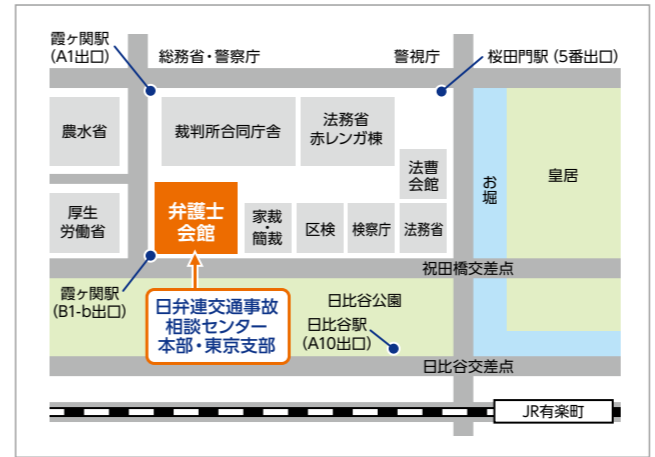 霞ヶ関駅
(A1出口)
総務省・警察庁
警視庁
桜田門駅 (5番出口)
農水省
裁判所合同庁舎
法務省
赤レンガ棟
法曹
会館
お堀
皇居
厚生
労働省
弁護士
会館
家裁
・
簡裁
区検
検察庁
法務省
祝田橋交差点
霞ヶ関駅
(B1-b出口)
日弁連交通事故
相談センター
本部・東京支部
日比谷公園
日比谷駅
(A10出口)
日比谷交差点
JR有楽町